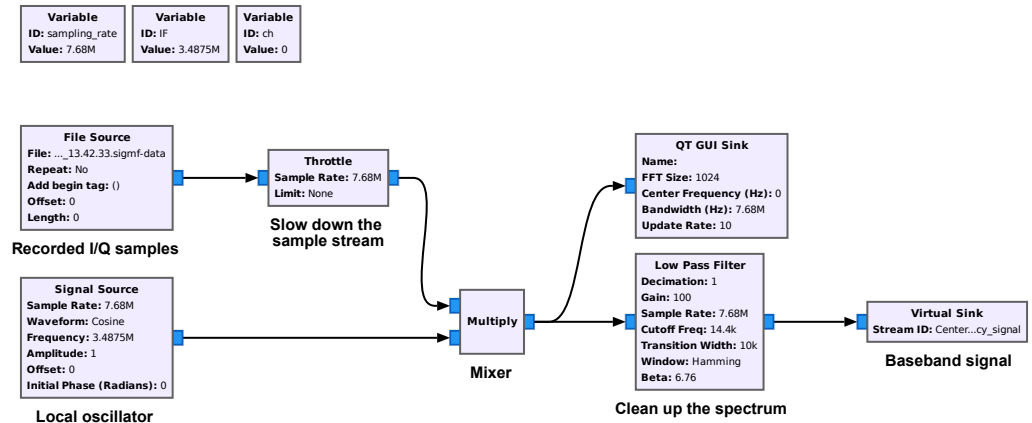 Variable
ID: sampling_rate
Value: 7.68M
Variable
ID: IF
Value: 3.4875M
Variable
ID: ch
Value: 0
File Source
File: ..._13.42.33.sigmf-data
Repeat: No
Add begin tag: ()
Offset: 0
Length: 0
Recorded I/Q samples
Throttle
Sample Rate: 7.68M
Limit: None
Slow down the
sample stream
QT GUI Sink
Name:
FFT Size: 1024
Center Frequency (Hz): 0
Bandwidth (Hz): 7.68M
Update Rate: 10
Signal Source
Sample Rate: 7.68M
Waveform: Cosine
Frequency: 3.4875M
Amplitude: 1
Offset: 0
Initial Phase (Radians): 0
Local oscillator
Multiply
Mixer
Low Pass Filter
Decimation: 1
Gain: 100
Sample Rate: 7.68M
Cutoff Freq: 14.4k
Transition Width: 10k
Window: Hamming
Beta: 6.76
Clean up the spectrum
Virtual Sink
Stream ID: Center...cy_signal
Baseband signal